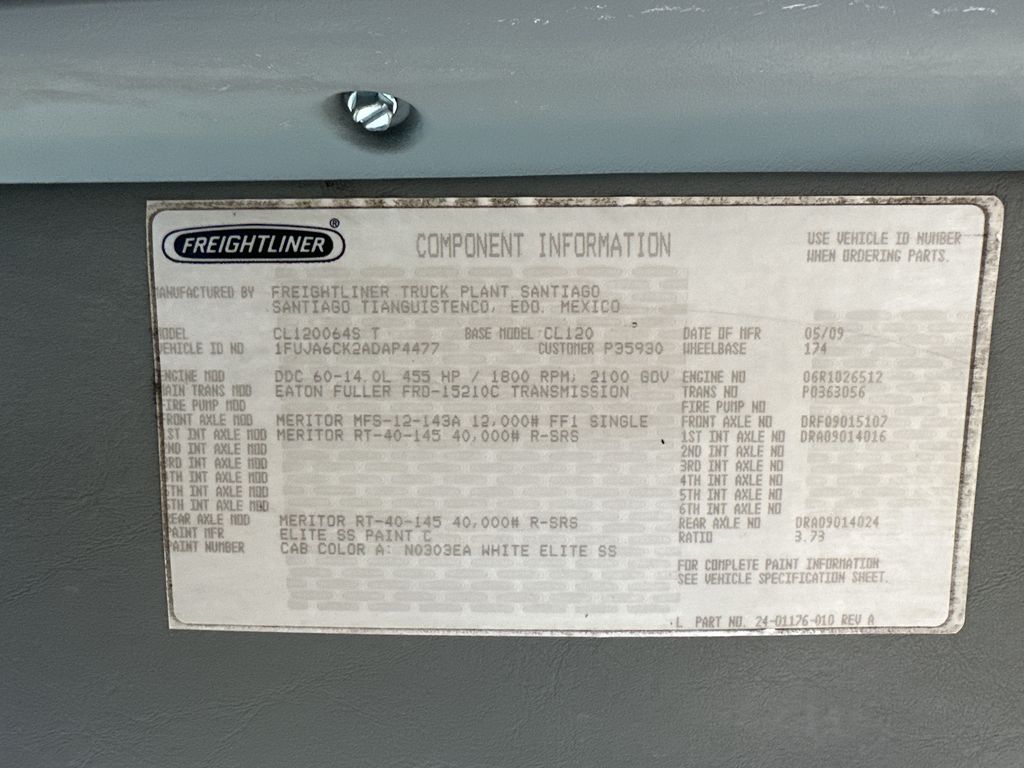 FREIGHTLINER ®
COMPONENT INFORMATION
USE VEHICLE ID NUMBER
WHEN ORDERING PARTS.
MANUFACTURED BY FREIGHTLINER TRUCK PLANT SANTIAGO
SANTIAGO TIANGUISTENCO, EDO. MEXICO
MODEL CL120064S T BASE MODEL CL120 DATE OF MFR 05/09
VEHICLE ID NO 1FUJA6CK2ADAP4477 CUSTOMER P35930 WHEELBASE 174
ENGINE MOD DDC 60-14.0L 455 HP / 1800 RPM, 2100 GOV ENGINE NO 06R1026512
MAIN TRANS MOD EATON FULLER FRO-15210C TRANSMISSION TRANS NO P0363056
FIRE PUMP MOD FIRE PUMP NO
FRONT AXLE MOD MERITOR MFS-12-143A 12,000# FF1 SINGLE FRONT AXLE NO DRF09015107
1ST INT AXLE MOD MERITOR RT-40-145 40,000# R-SRS 1ST INT AXLE NO DRA09014016
2ND INT AXLE MOD 2ND INT AXLE NO
3RD INT AXLE MOD 3RD INT AXLE NO
4TH INT AXLE MOD 4TH INT AXLE NO
5TH INT AXLE MOD 5TH INT AXLE NO
6TH INT AXLE MOD 6TH INT AXLE NO
REAR AXLE MOD MERITOR RT-40-145 40,000# R-SRS REAR AXLE NO DRA09014024
PAINT MFR ELITE SS PAINT C RATIO 3.73
PAINT NUMBER CAB COLOR A: N0303EA WHITE ELITE SS
FOR COMPLETE PAINT INFORMATION
SEE VEHICLE SPECIFICATION SHEET.
PART NO. 24-01176-010 REV A